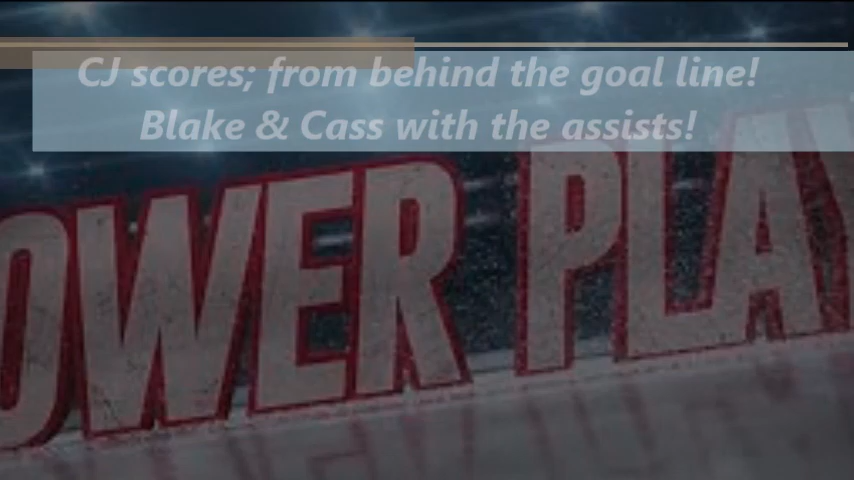 CJ scores; from behind the goal line!
Blake & Cass with the assists!
OWER PLAY